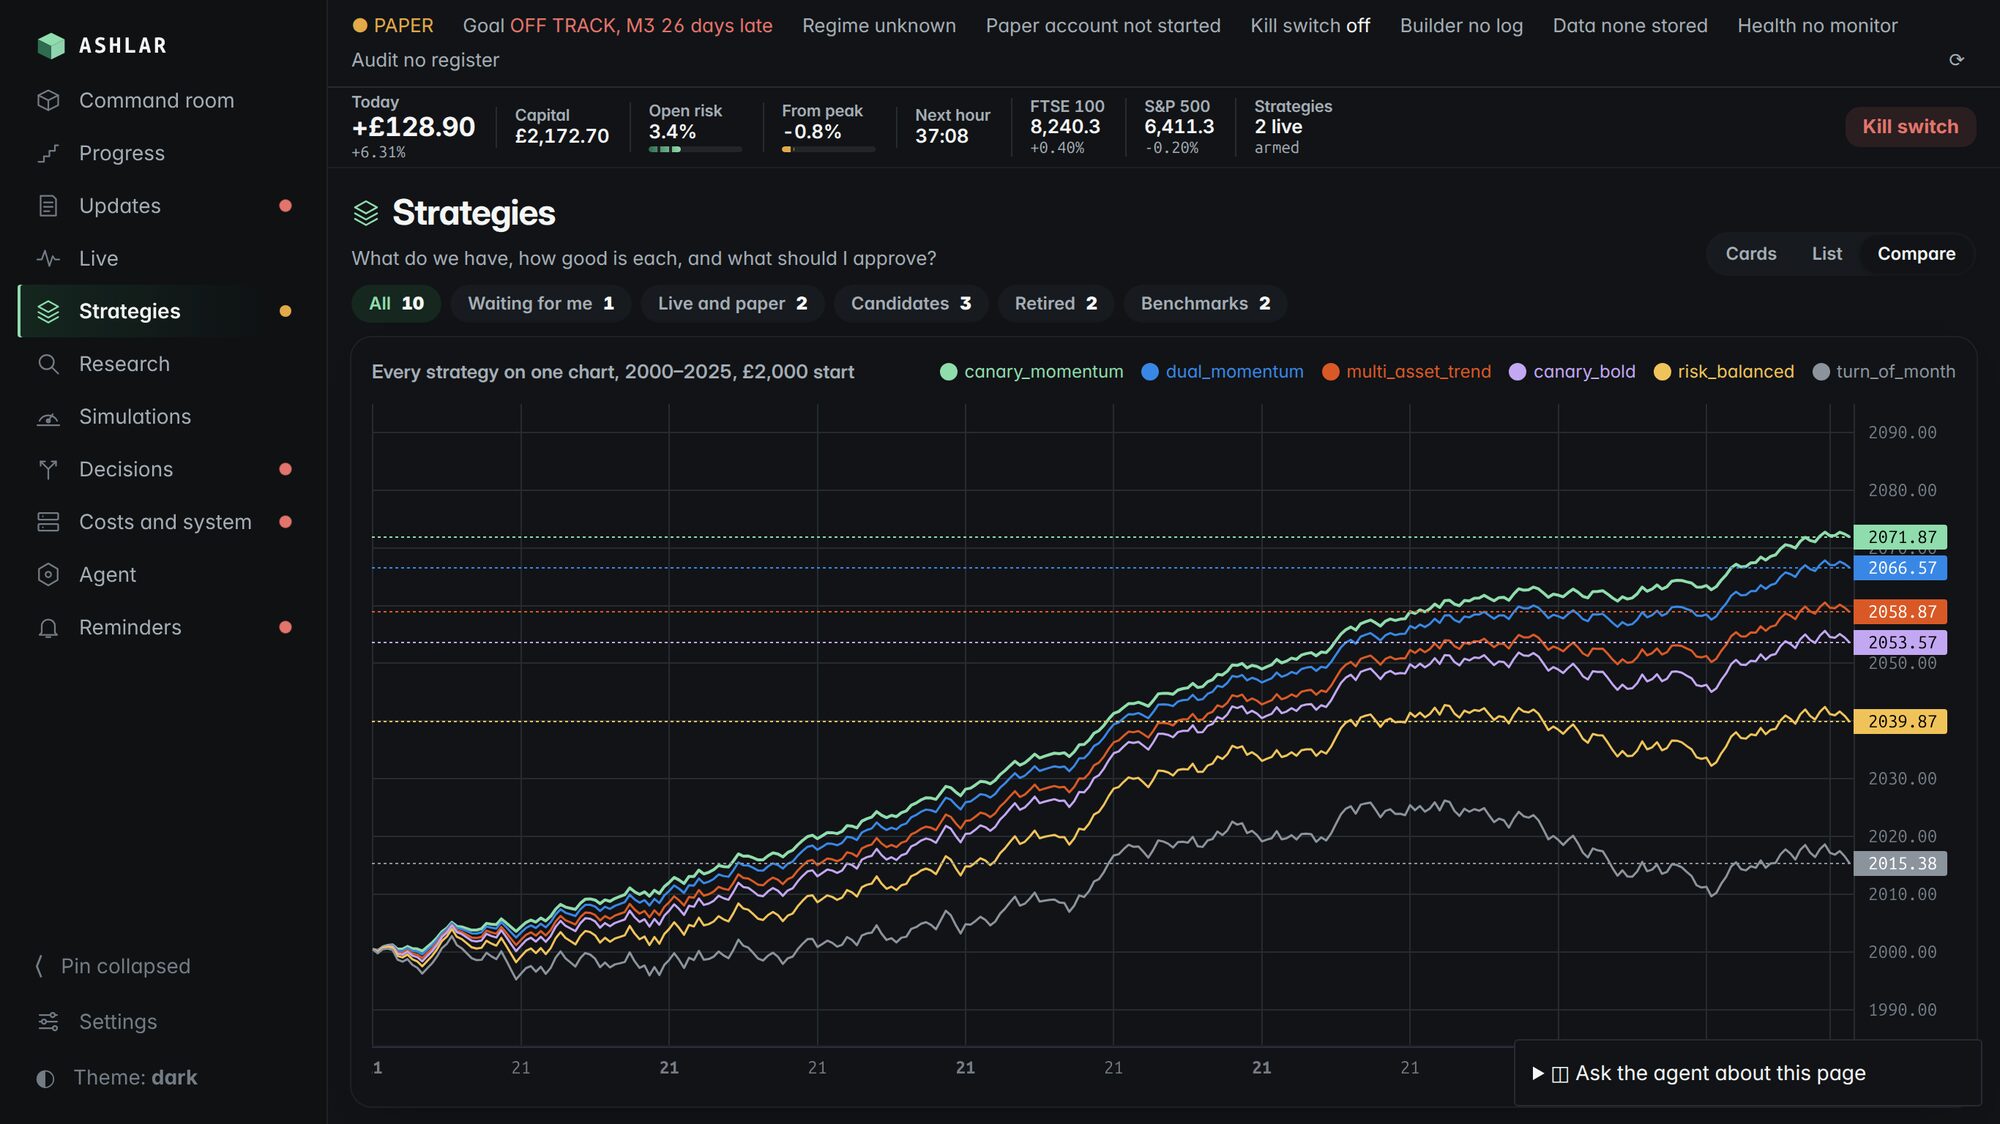 ASHLAR
Command room
Progress
Updates
Live
Strategies
Research
Simulations
Decisions
Costs and system
Agent
Reminders
Pin collapsed
Settings
Theme: dark
PAPER Goal OFF TRACK, M3 26 days late Regime unknown Paper account not started Kill switch off Builder no log Data none stored Health no monitor
Audit no register
Today
+£128.90
+6.31%
Capital
£2,172.70
Open risk
3.4%
From peak
-0.8%
Next hour
37:08
FTSE 100
8,240.3
+0.40%
S&P 500
6,411.3
-0.20%
Strategies
2 live
armed
Kill switch
Strategies
What do we have, how good is each, and what should I approve?
Cards List Compare
All 10 Waiting for me 1 Live and paper 2 Candidates 3 Retired 2 Benchmarks 2
Every strategy on one chart, 2000–2025, £2,000 start
canary_momentum dual_momentum multi_asset_trend canary_bold risk_balanced turn_of_month
2090.00
2080.00
2071.87
2066.57
2058.87
2053.57
2050.00
2039.87
2030.00
2020.00
2015.38
2010.00
2000.00
1990.00
1 21 21 21 21 21 21 21
Ask the agent about this page